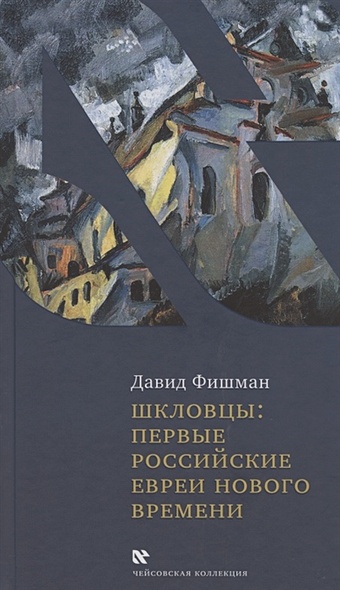 Давид Фишман
ШКЛОВЦЫ:
ПЕРВЫЕ
РОССИЙСКИЕ
ЕВРЕИ НОВОГО
ВРЕМЕНИ
ЧЕЙСОВСКАЯ КОЛЛЕКЦИЯ